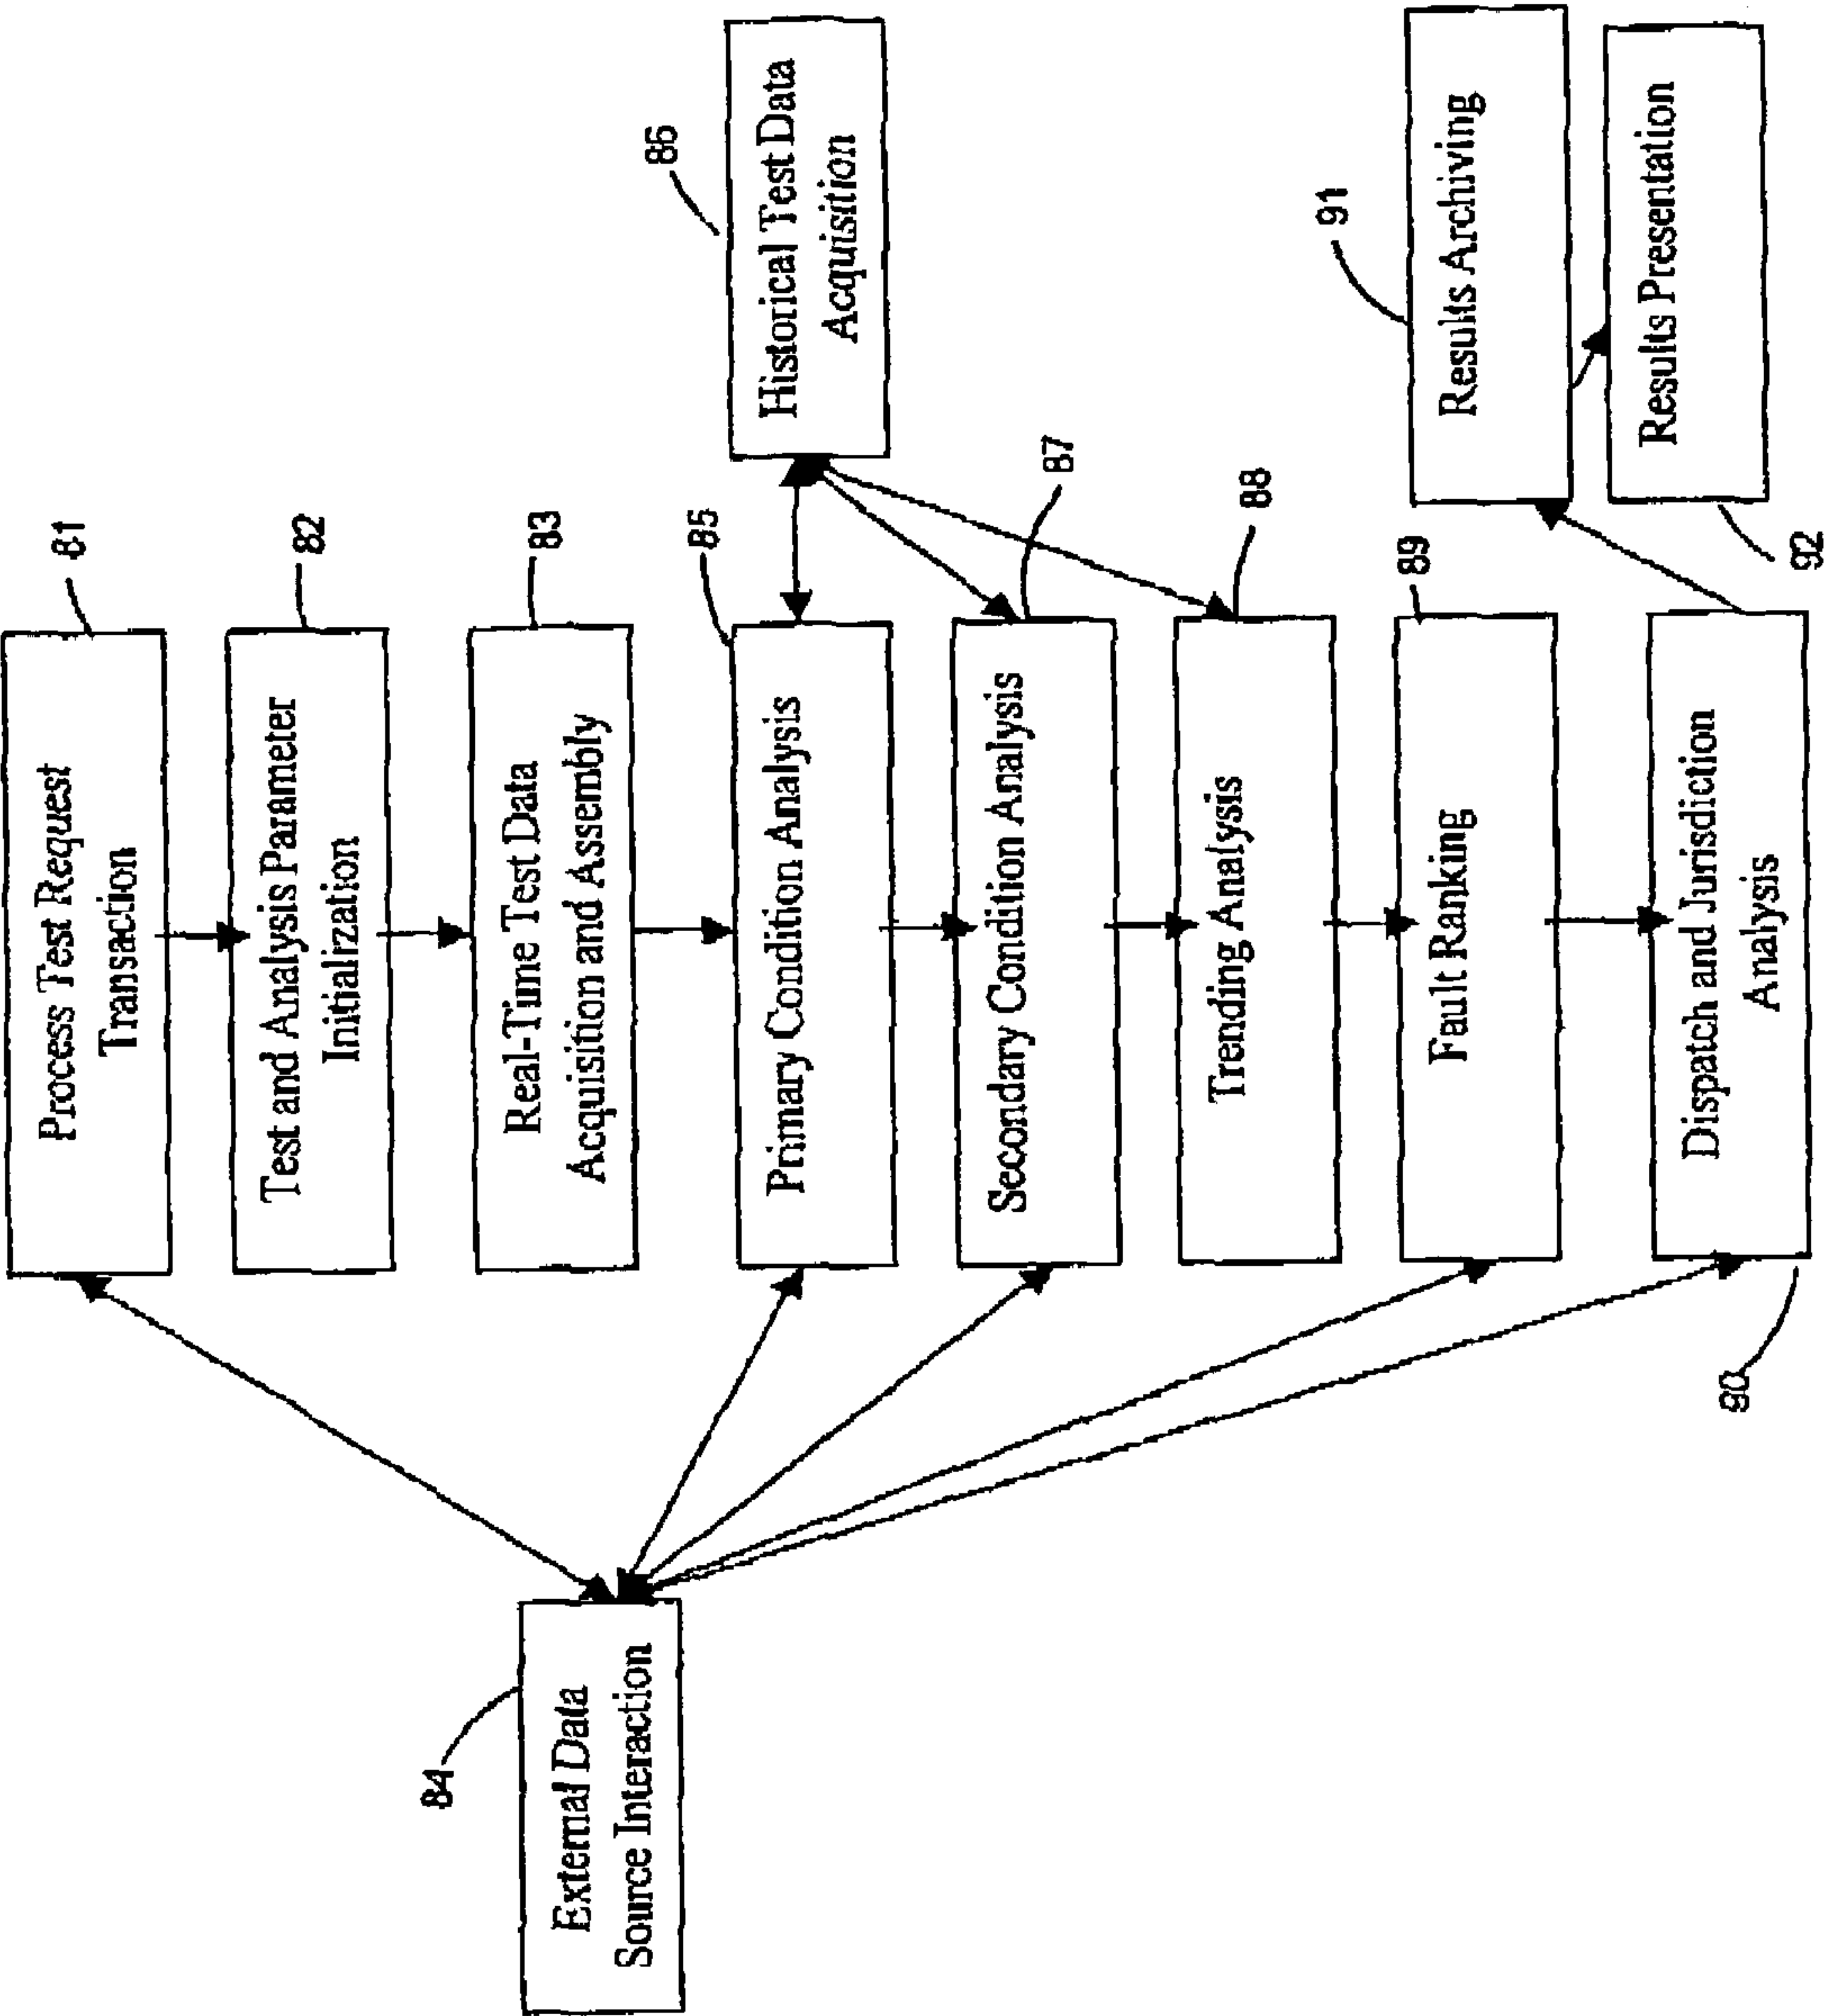 81
Process Test Request
Transaction
82
Test and Analysis Parameter
Initialization
83
Real-Time Test Data
Acquisition and Assembly
84
External Data
Source Interaction
85
Primary Condition Analysis
86
Historical Test Data
Acquisition
87
Secondary Condition Analysis
88
Trending Analysis
89
Fault Ranking
90
Dispatch and Jurisdiction
Analysis
91
Results Archiving
92
Results Presentation